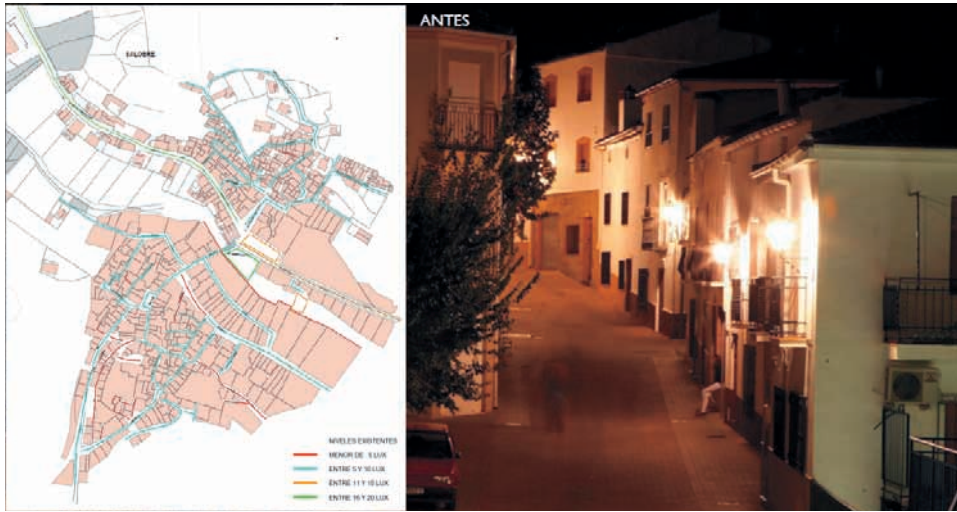 SALOBRE
ANTES
NIVELES EXISTENTES
MENOR DE 5 LUX
ENTRE 5 Y 10 LUX
ENTRE 11 Y 15 LUX
ENTRE 16 Y 20 LUX